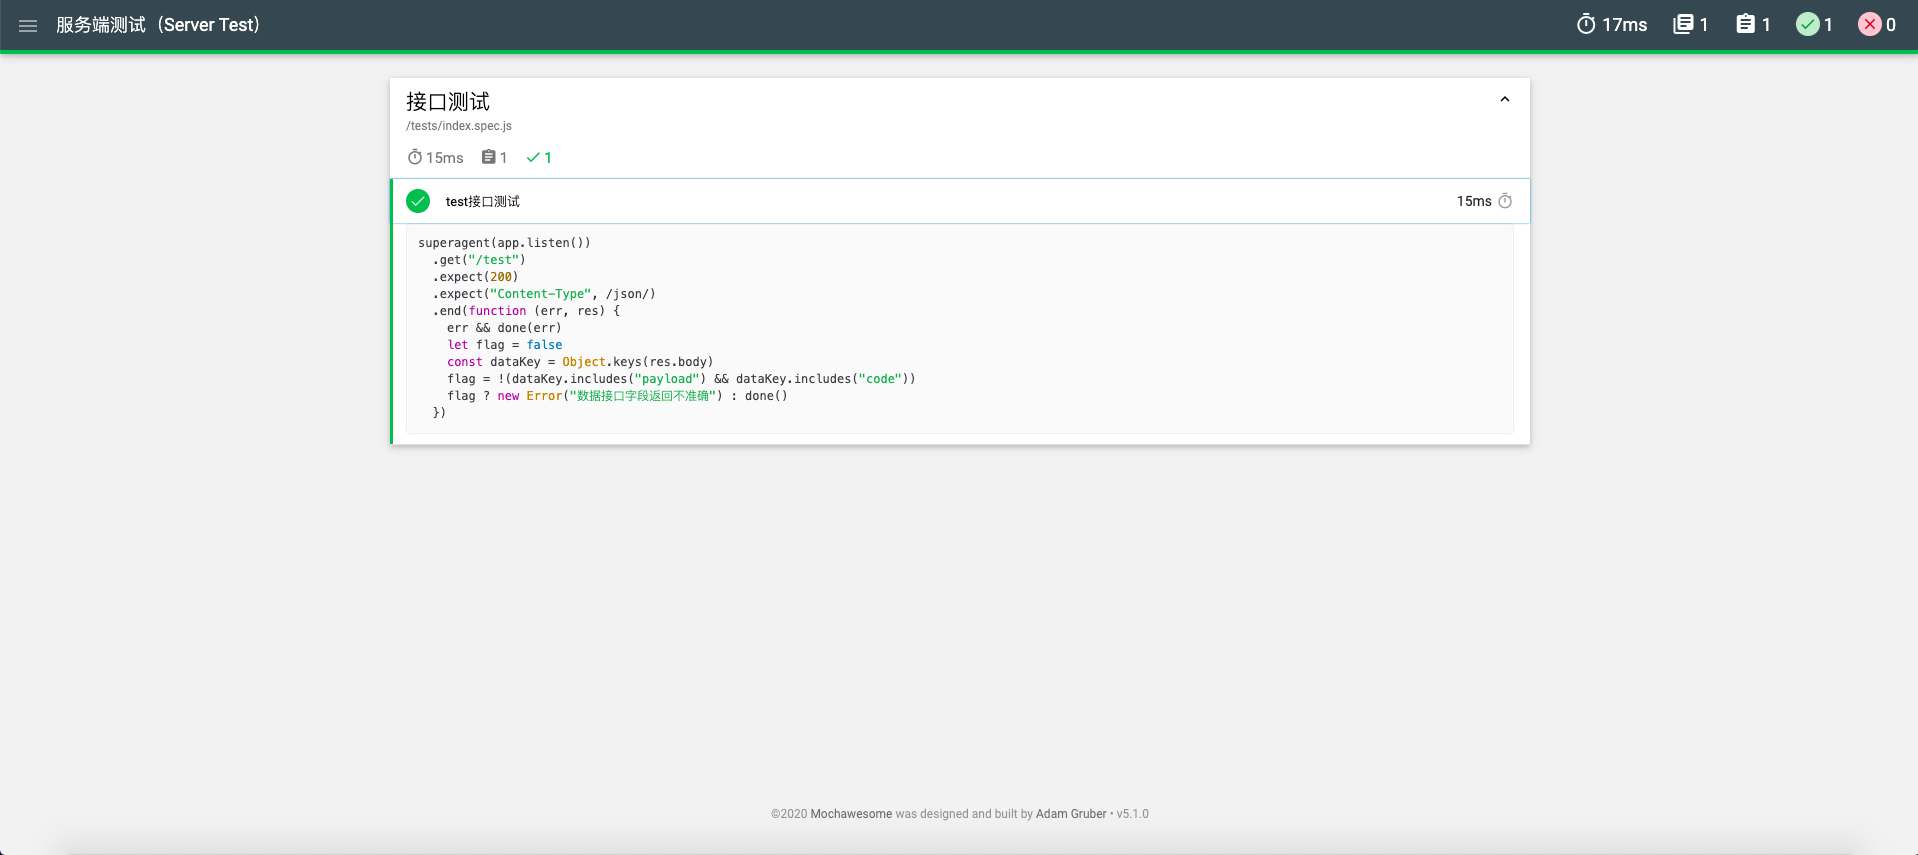 服务端测试（Server Test）
17ms 1 1 1 0
接口测试
/tests/index.spec.js
15ms 1 1
test接口测试 15ms
superagent(app.listen())
  .get("/test")
  .expect(200)
  .expect("Content-Type", /json/)
  .end(function (err, res) {
    err && done(err)
    let flag = false
    const dataKey = Object.keys(res.body)
    flag = !(dataKey.includes("payload") && dataKey.includes("code"))
    flag ? new Error("数据接口字段返回不准确") : done()
  })
©2020 Mochawesome was designed and built by Adam Gruber • v5.1.0